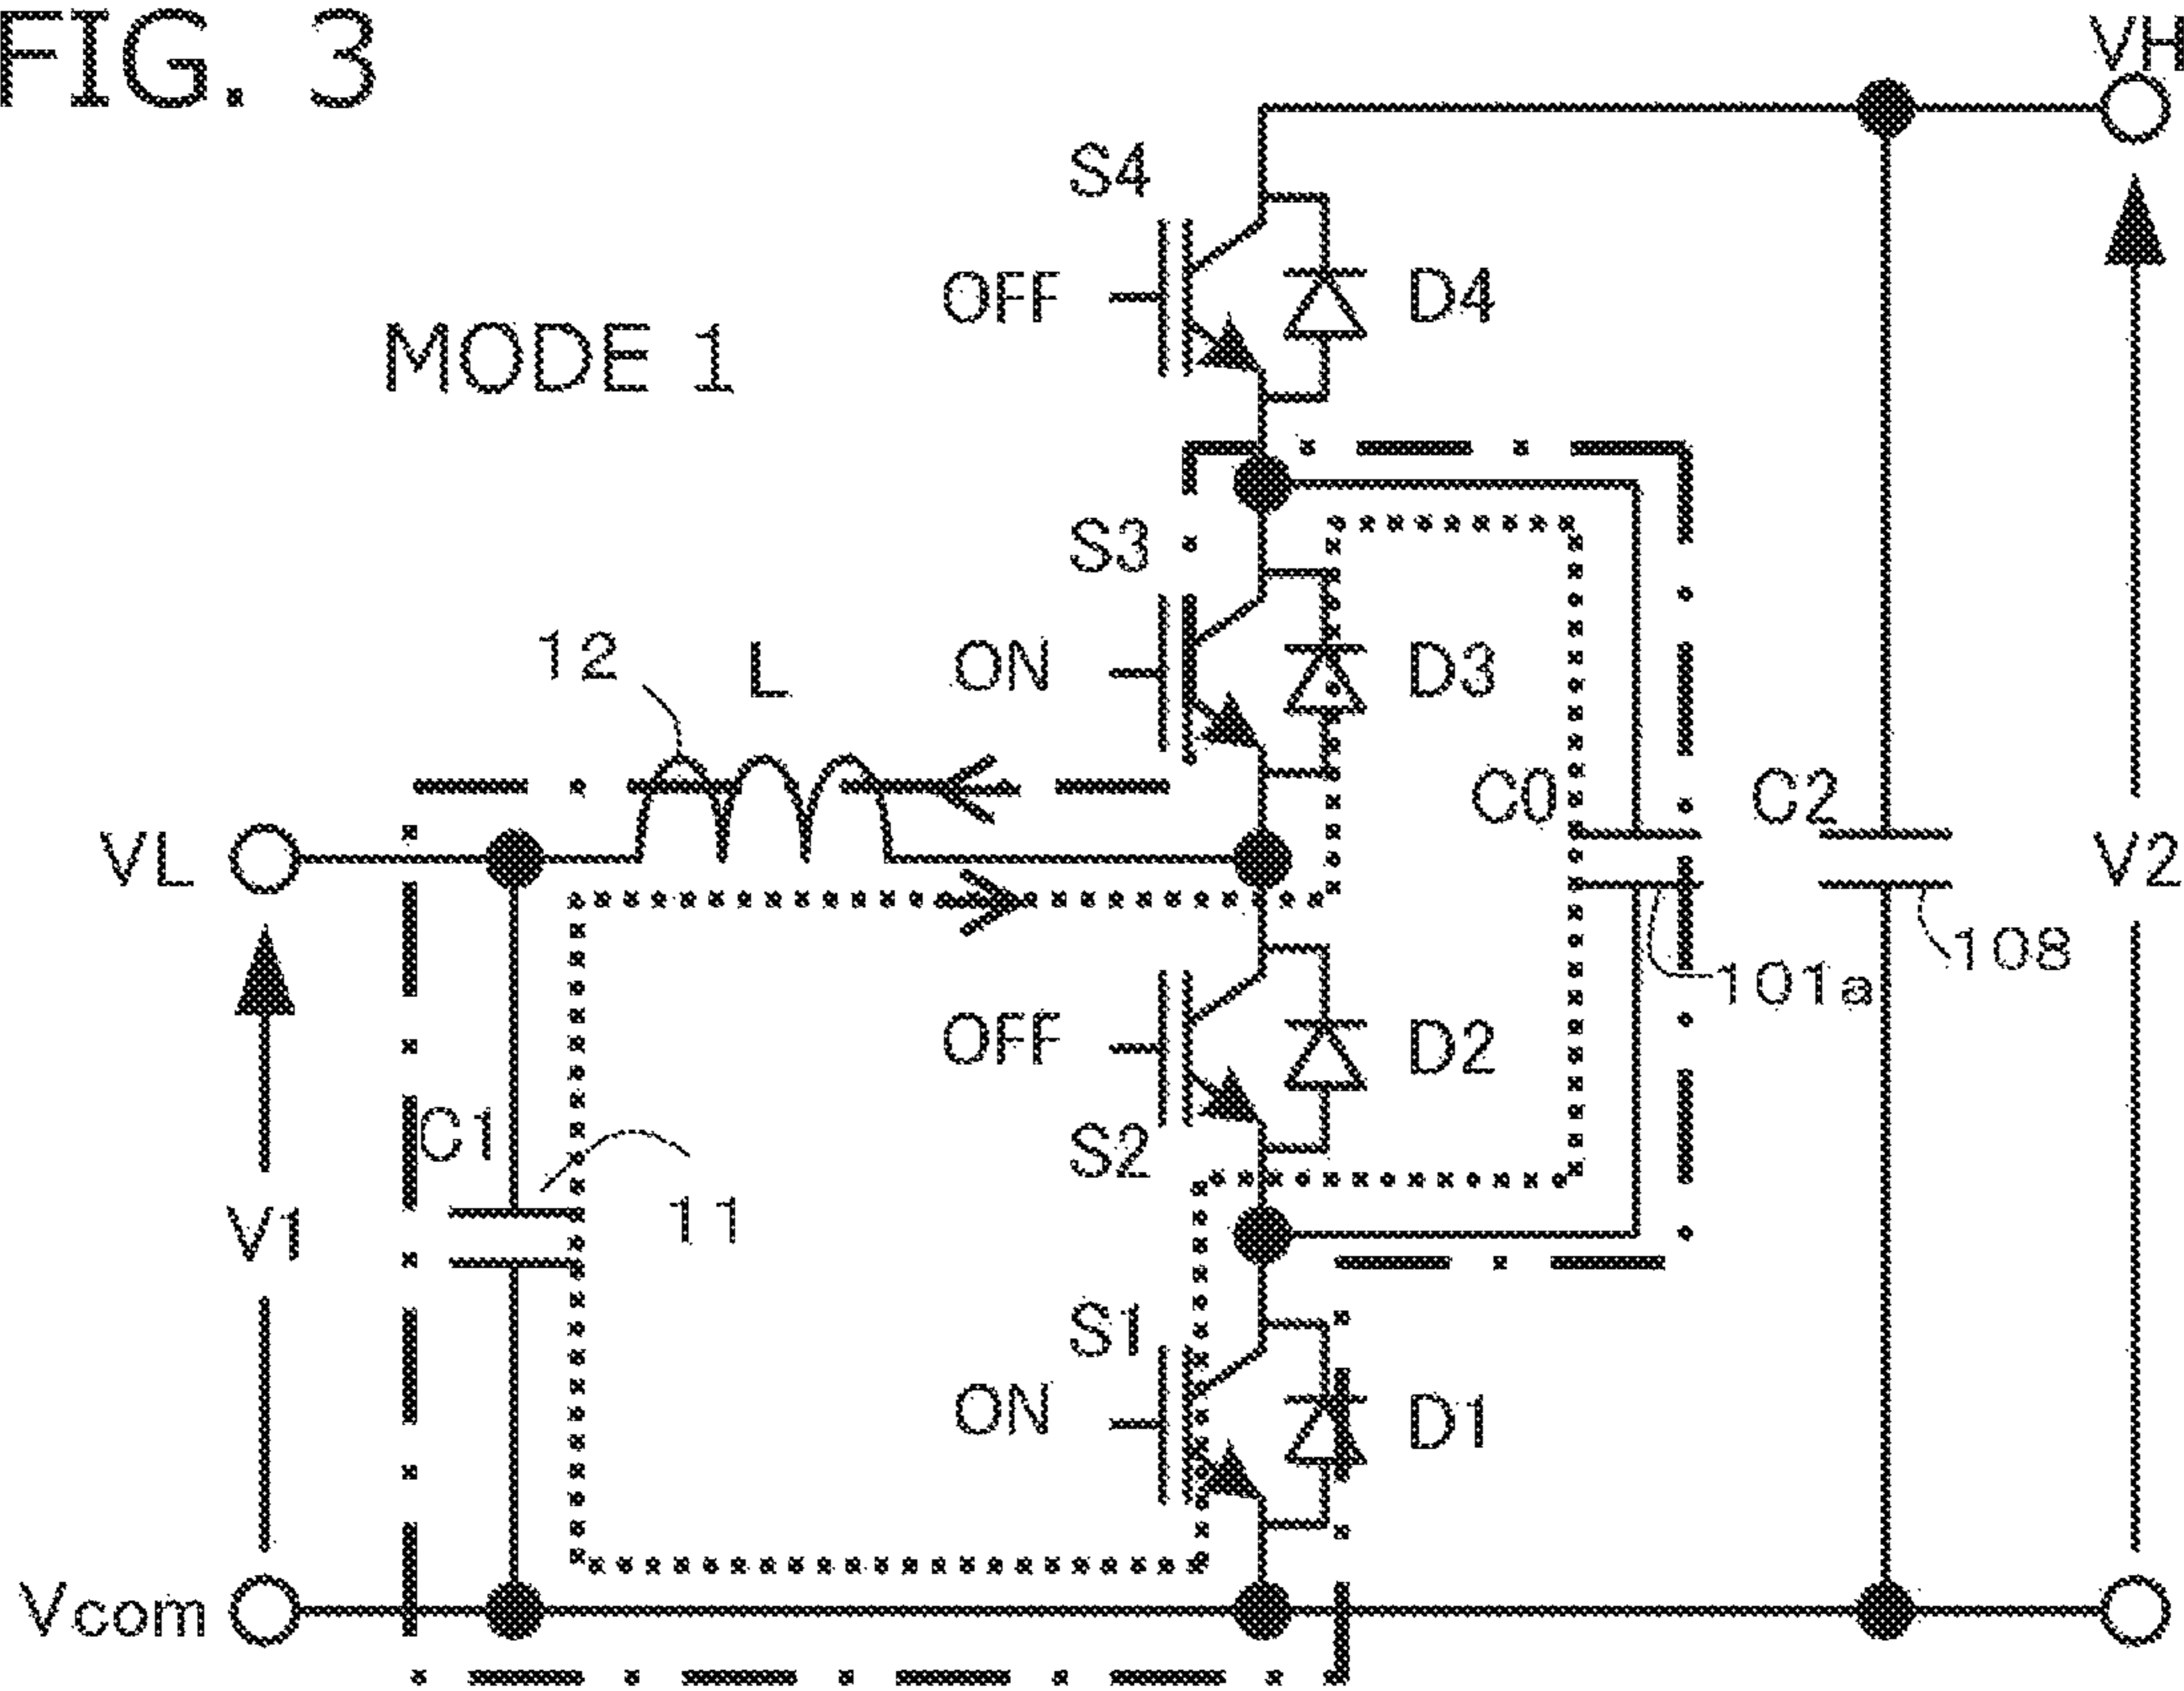 FIG. 3
VH
S4
OFF
D4
MODE 1
S3
12
L
ON
D3
C0
C2
VL
V2
108
101a
OFF
D2
C1
S2
11
V1
S1
ON
D1
Vcom